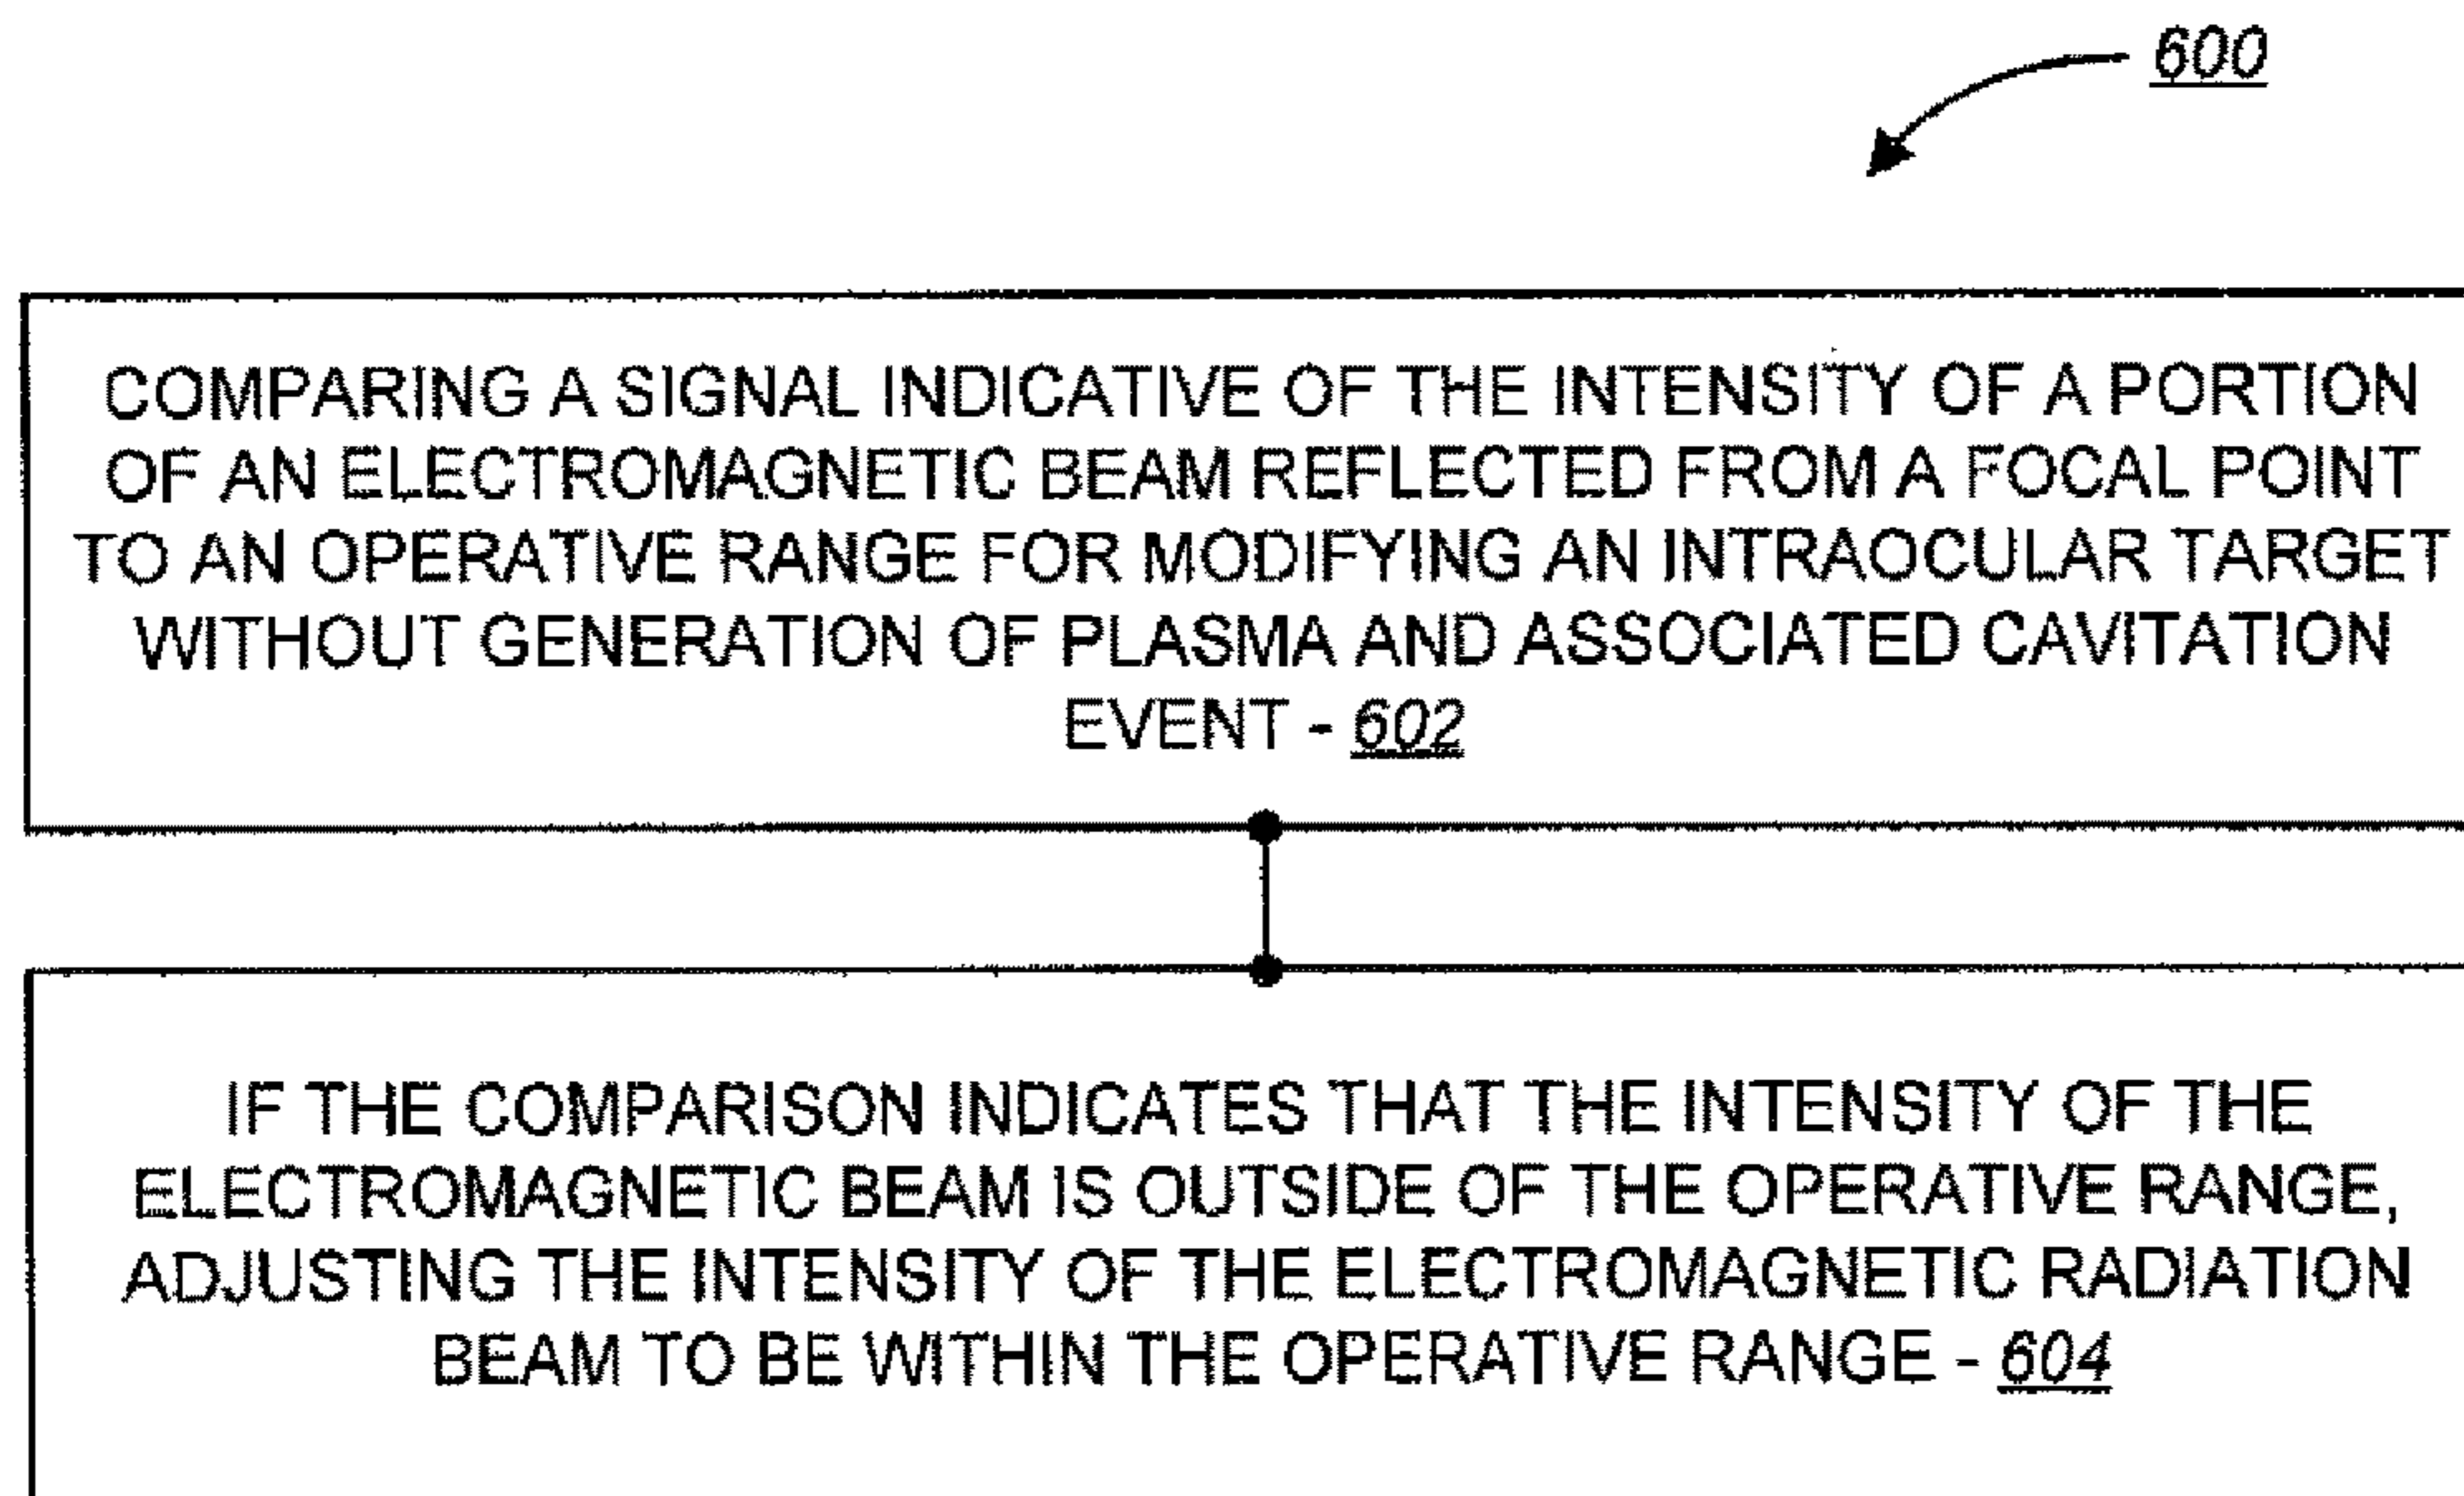 600
COMPARING A SIGNAL INDICATIVE OF THE INTENSITY OF A PORTION
OF AN ELECTROMAGNETIC BEAM REFLECTED FROM A FOCAL POINT
TO AN OPERATIVE RANGE FOR MODIFYING AN INTRAOCULAR TARGET
WITHOUT GENERATION OF PLASMA AND ASSOCIATED CAVITATION
EVENT - 602
IF THE COMPARISON INDICATES THAT THE INTENSITY OF THE
ELECTROMAGNETIC BEAM IS OUTSIDE OF THE OPERATIVE RANGE,
ADJUSTING THE INTENSITY OF THE ELECTROMAGNETIC RADIATION
BEAM TO BE WITHIN THE OPERATIVE RANGE - 604